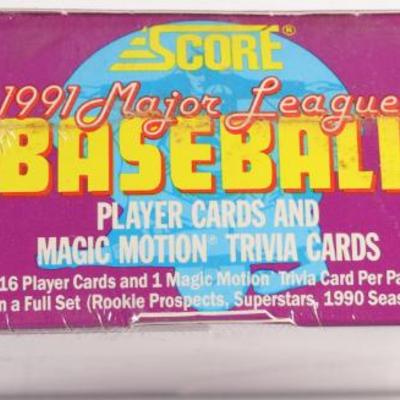 SCORE®
1991 Major League
BASEBALL
PLAYER CARDS AND
MAGIC MOTION® TRIVIA CARDS
16 Player Cards and 1 Magic Motion® Trivia Card Per Pa
n a Full Set (Rookie Prospects, Superstars, 1990 Seas